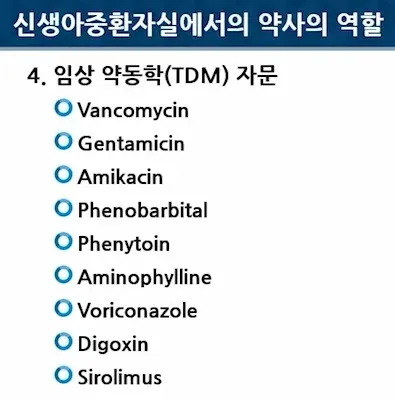 신생아중환자실에서의 약사의 역할
4. 임상 약동학(TDM) 자문
Vancomycin
Gentamicin
Amikacin
Phenobarbital
Phenytoin
Aminophylline
Voriconazole
Digoxin
Sirolimus